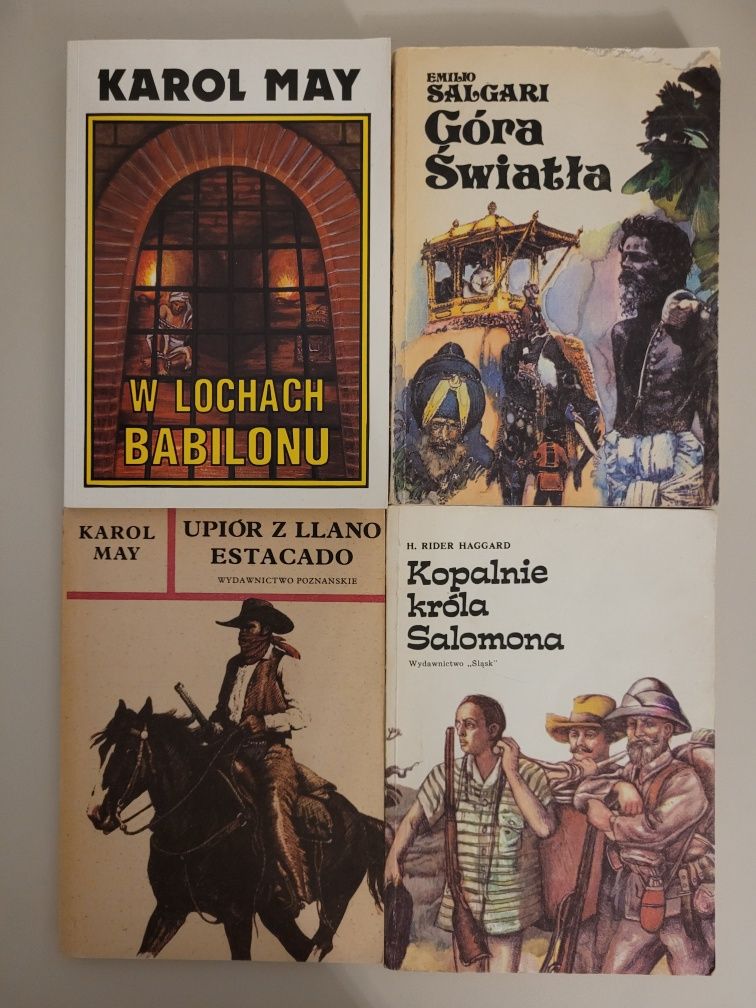 KAROL MAY
W LOCHACH
BABILONU
EMILIO
SALGARI
Góra
Światła
KAROL
MAY
UPIÓR Z LLANO
ESTACADO
WYDAWNICTWO POZNAŃSKIE
H. RIDER HAGGARD
Kopalnie
króla
Salomona
Wydawnictwo „Śląsk"